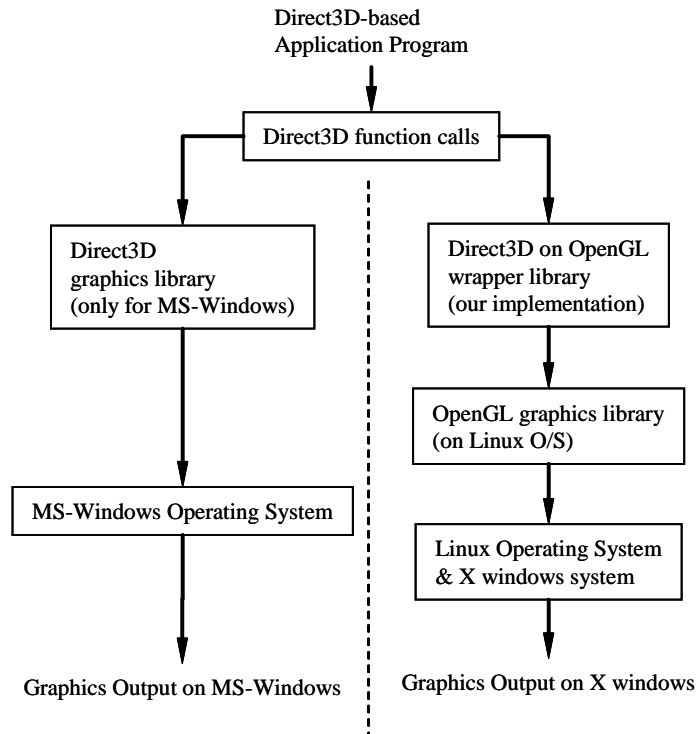 Direct3D-based
Application Program
Direct3D function calls
Direct3D
graphics library
(only for MS-Windows)
MS-Windows Operating System
Graphics Output on MS-Windows
Direct3D on OpenGL
wrapper library
(our implementation)
OpenGL graphics library
(on Linux O/S)
Linux Operating System
& X windows system
Graphics Output on X windows